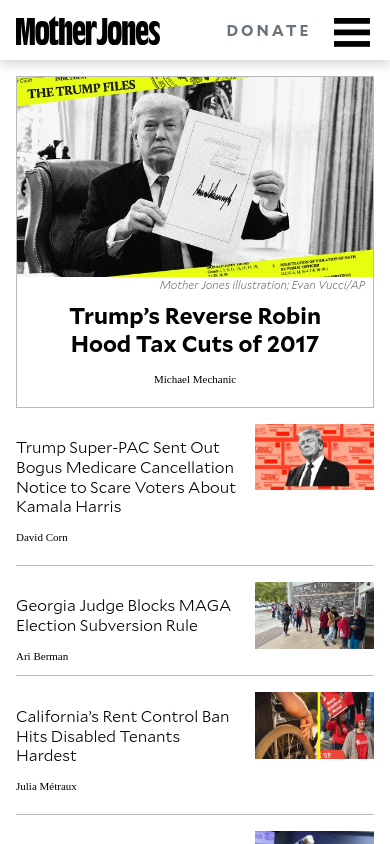 Mother Jones
DONATE
INDICTMENT
THE TRUMP FILES
SOLICITATION OF VIOLATION OF OATH
BY PUBLIC OFFICER
Mother Jones illustration; Evan Vucci/AP
Trump's Reverse Robin
Hood Tax Cuts of 2017
Michael Mechanic
Trump Super-PAC Sent Out
Bogus Medicare Cancellation
Notice to Scare Voters About
Kamala Harris
David Corn
Georgia Judge Blocks MAGA
Election Subversion Rule
Ari Berman
California's Rent Control Ban
Hits Disabled Tenants
Hardest
Julia Métraux